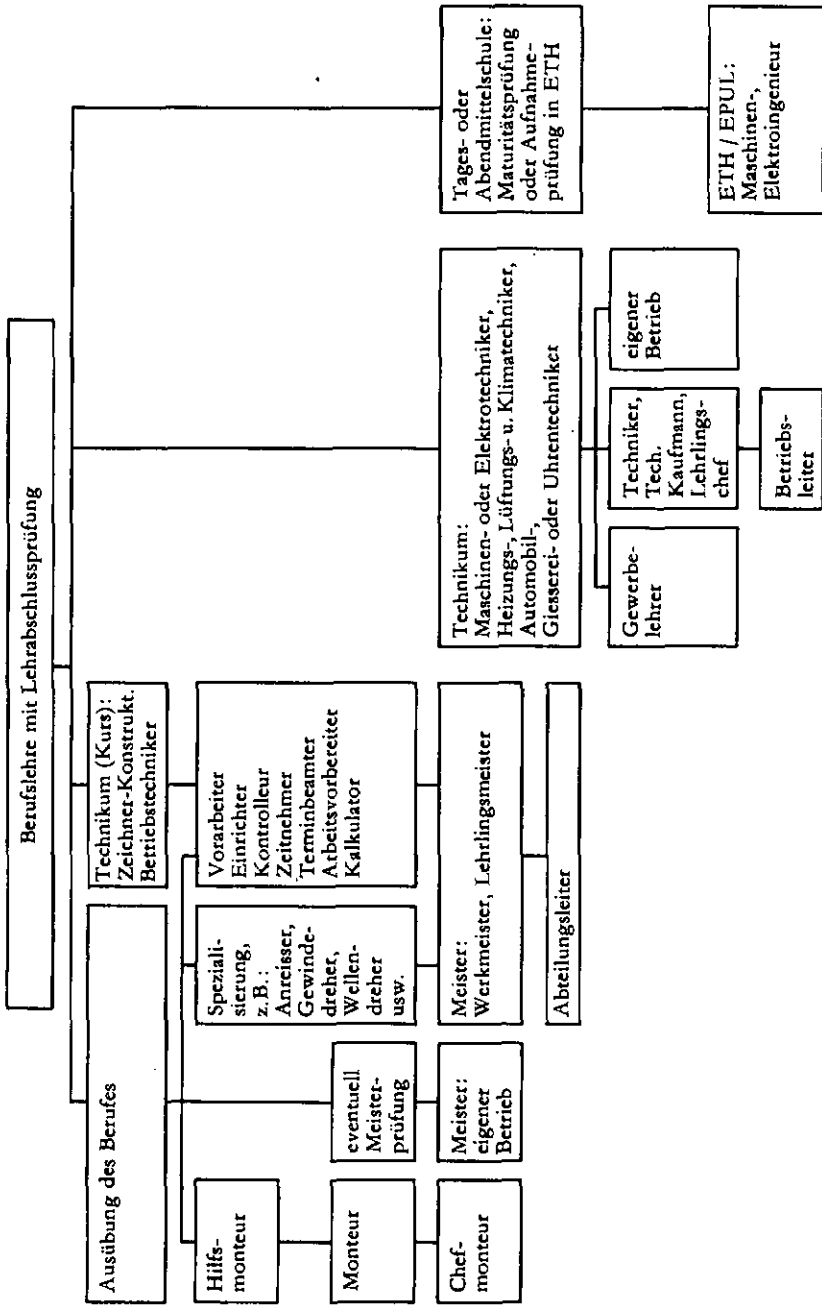 Berufslehre mit Lehrabschlussprüfung
Ausübung des Berufes
Technikum (Kurs):
Zeichner-Konstrukt.
Betriebstechniker
Hilfs-
monteur
Speziali-
sierung,
z.B.:
Anreisser,
Gewinde-
dreher,
Wellen-
dreher
usw.
Vorarbeiter
Einrichter
Kontrolleur
Zeitnehmer
Terminbeamter
Arbeitsvorbereiter
Kalkulator
Monteur
eventuell
Meister-
prüfung
Chef-
monteur
Meister:
eigener
Betrieb
Meister:
Werkmeister, Lehrlingsmeister
Abteilungsleiter
Technikum:
Maschinen- oder Elektrotechniker,
Heizungs-, Lüftungs- u. Klimatechniker,
Automobil-,
Giesserei- oder Uhrentechniker
Gewerbe-
lehrer
Techniker,
Tech.
Kaufmann,
Lehrlings-
chef
eigener
Betrieb
Betriebs-
leiter
Tages- oder
Abendmittelschule:
Maturitätsprüfung
oder Aufnahme-
prüfung in ETH
ETH / EPUL:
Maschinen-,
Elektroingenieur